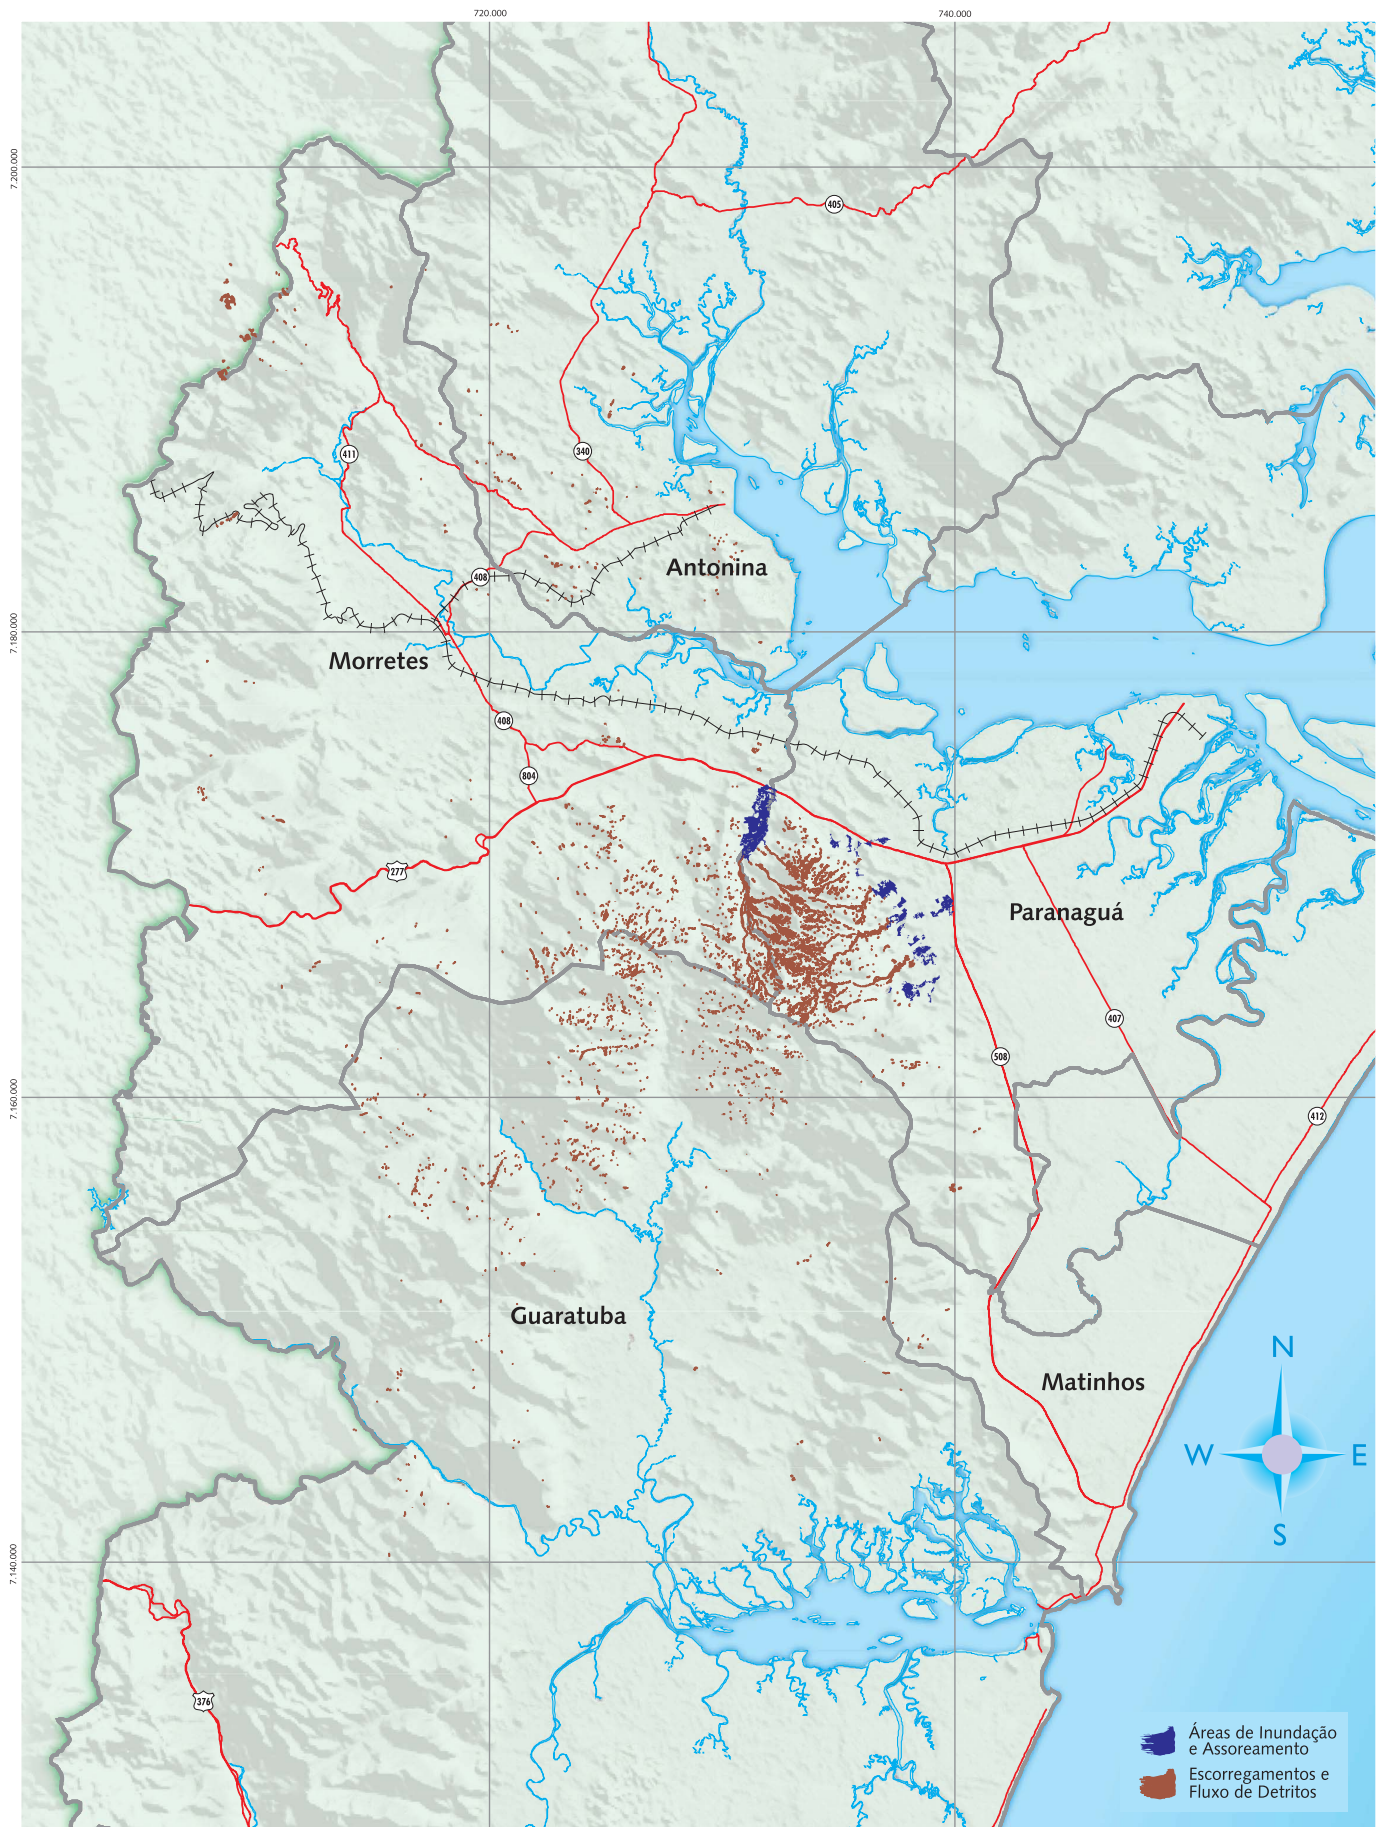 720.000
740.000
7.200.000
405
411
340
Antonina
408
7.180.000
Morretes
408
804
277
Paranaguá
407
508
7.160.000
412
Guaratuba
N
Matinhos
W
E
S
7.140.000
376
Áreas de Inundação
e Assoreamento
Escorregamentos e
Fluxo de Detritos